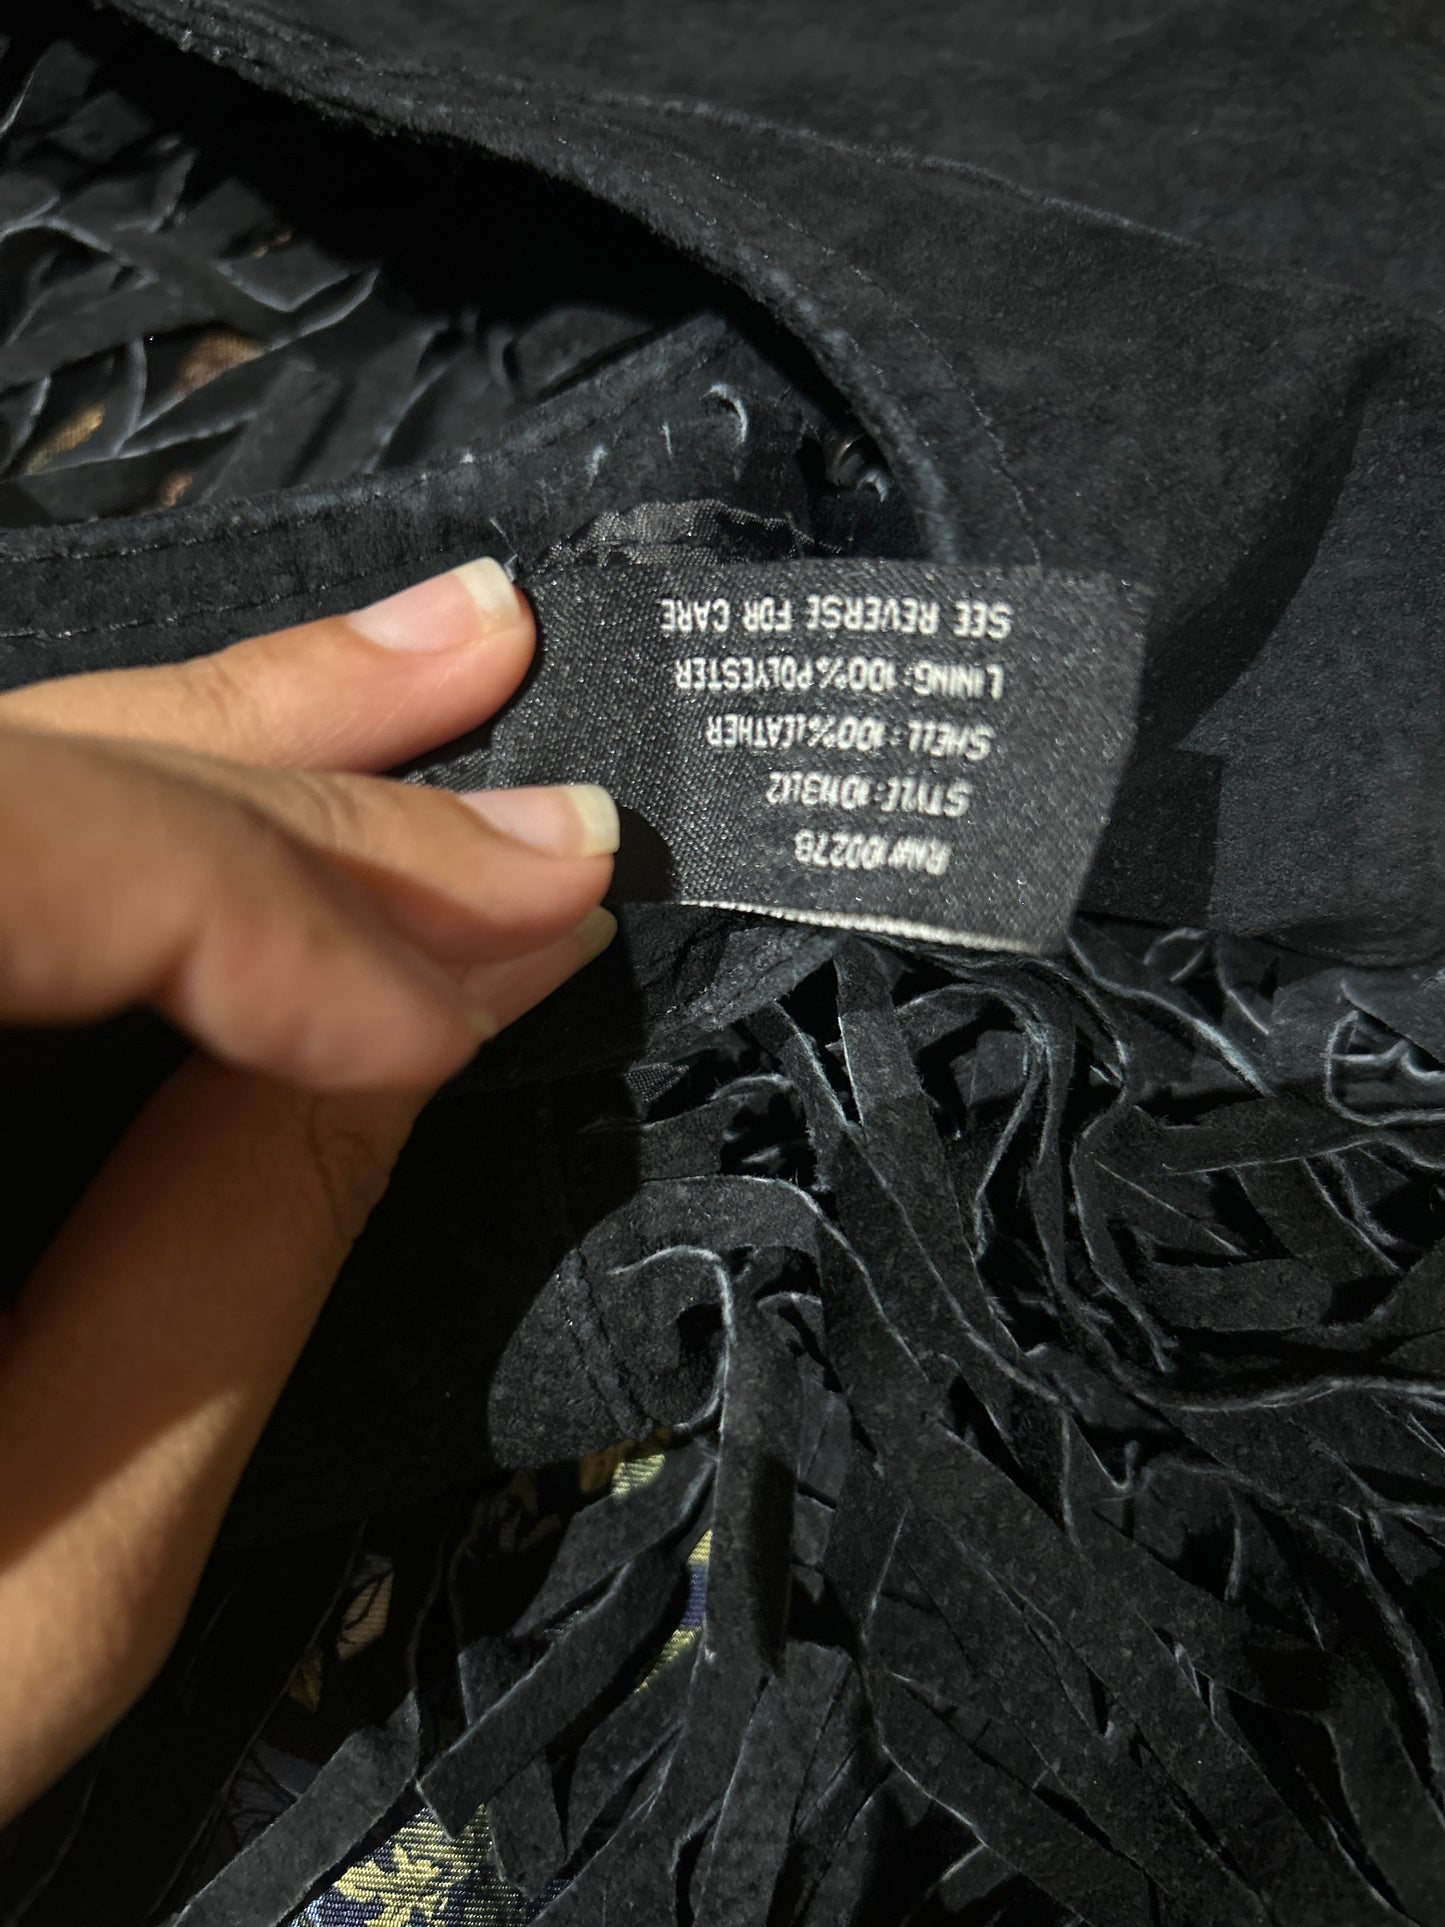 RN#100278
STYLE:
SHELL:100%LEATHER
LINING:100%POLYESTER
SEE REVERSE FOR CARE